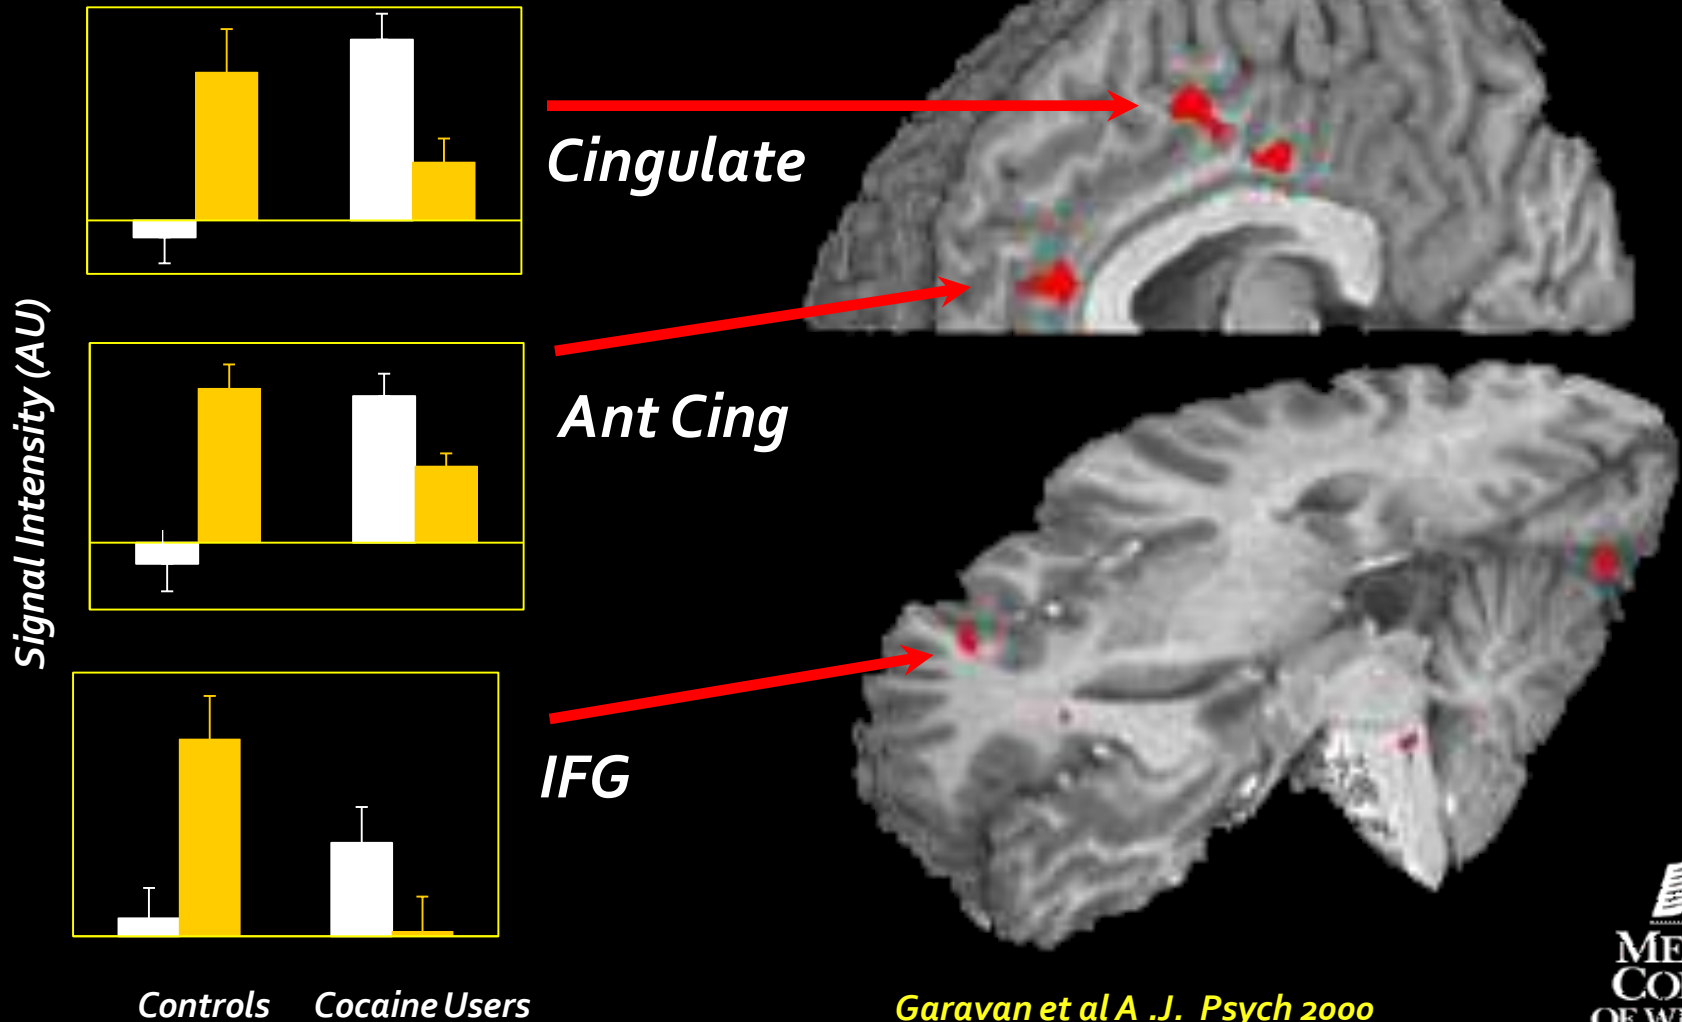 Cingulate
Signal Intensity (AU)
Ant Cing
IFG
Controls Cocaine Users
Garavan et al A .J. Psych 2000